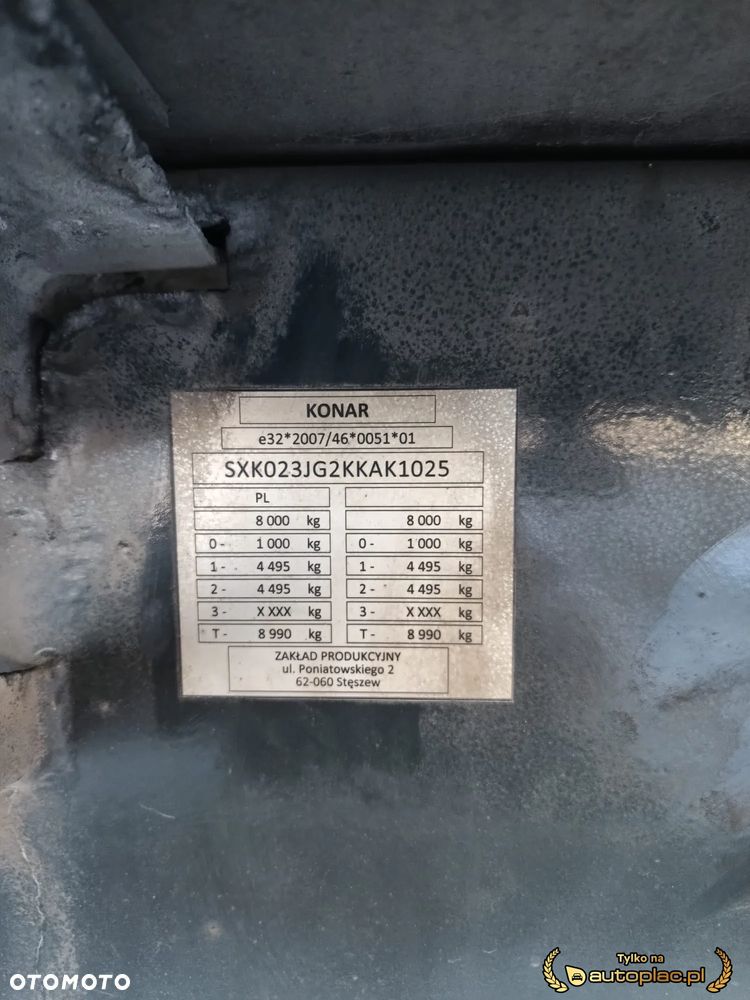 KONAR
e32*2007/46*0051*01
SXK023JG2KKAK1025
PL
8 000 kg 8 000 kg
0 - 1 000 kg 0 - 1 000 kg
1 - 4 495 kg 1 - 4 495 kg
2 - 4 495 kg 2 - 4 495 kg
3 - X XXX kg 3 - X XXX kg
T - 8 990 kg T - 8 990 kg
ZAKŁAD PRODUKCYJNY
ul. Poniatowskiego 2
62-060 Stęszew
OTOMOTO
Tylko na
autoplac.pl